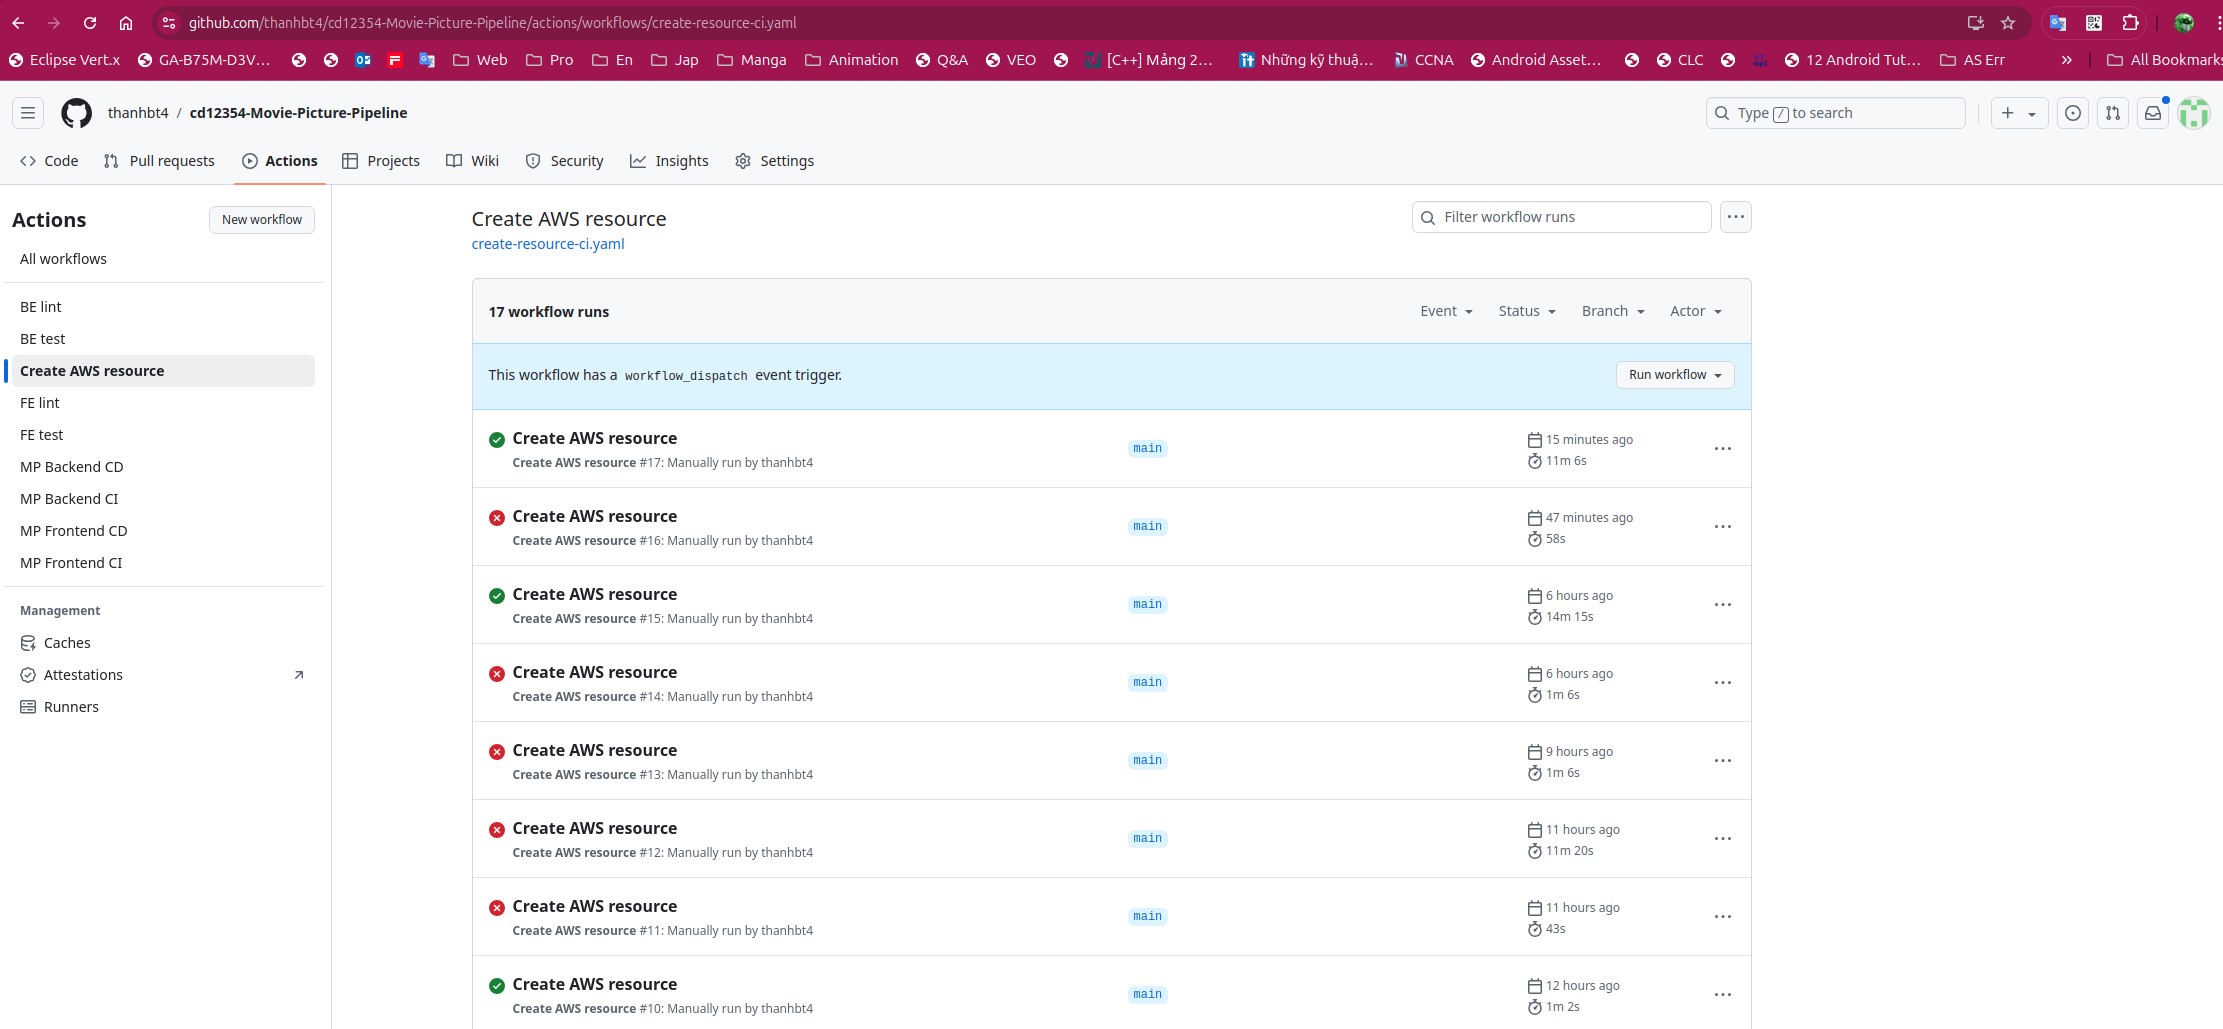 github.com/thanhbt4/cd12354-Movie-Picture-Pipeline/actions/workflows/create-resource-ci.yaml
Eclipse Vert.x GA-B75M-D3V... Web Pro En Jap Manga Animation Q&A VEO [C++] Mảng 2... Những kỹ thuậ... CCNA Android Asset... CLC 12 Android Tut... AS Err » All Bookmarks
thanhbt4 / cd12354-Movie-Picture-Pipeline Type / to search
Code Pull requests Actions Projects Wiki Security Insights Settings
Actions New workflow
All workflows
BE lint
BE test
Create AWS resource
FE lint
FE test
MP Backend CD
MP Backend CI
MP Frontend CD
MP Frontend CI
Management
Caches
Attestations
Runners
Create AWS resource Filter workflow runs
create-resource-ci.yaml
17 workflow runs Event Status Branch Actor
This workflow has a workflow_dispatch event trigger. Run workflow
Create AWS resource main 15 minutes ago
Create AWS resource #17: Manually run by thanhbt4 11m 6s
Create AWS resource main 47 minutes ago
Create AWS resource #16: Manually run by thanhbt4 58s
Create AWS resource main 6 hours ago
Create AWS resource #15: Manually run by thanhbt4 14m 15s
Create AWS resource main 6 hours ago
Create AWS resource #14: Manually run by thanhbt4 1m 6s
Create AWS resource main 9 hours ago
Create AWS resource #13: Manually run by thanhbt4 1m 6s
Create AWS resource main 11 hours ago
Create AWS resource #12: Manually run by thanhbt4 11m 20s
Create AWS resource main 11 hours ago
Create AWS resource #11: Manually run by thanhbt4 43s
Create AWS resource main 12 hours ago
Create AWS resource #10: Manually run by thanhbt4 1m 2s